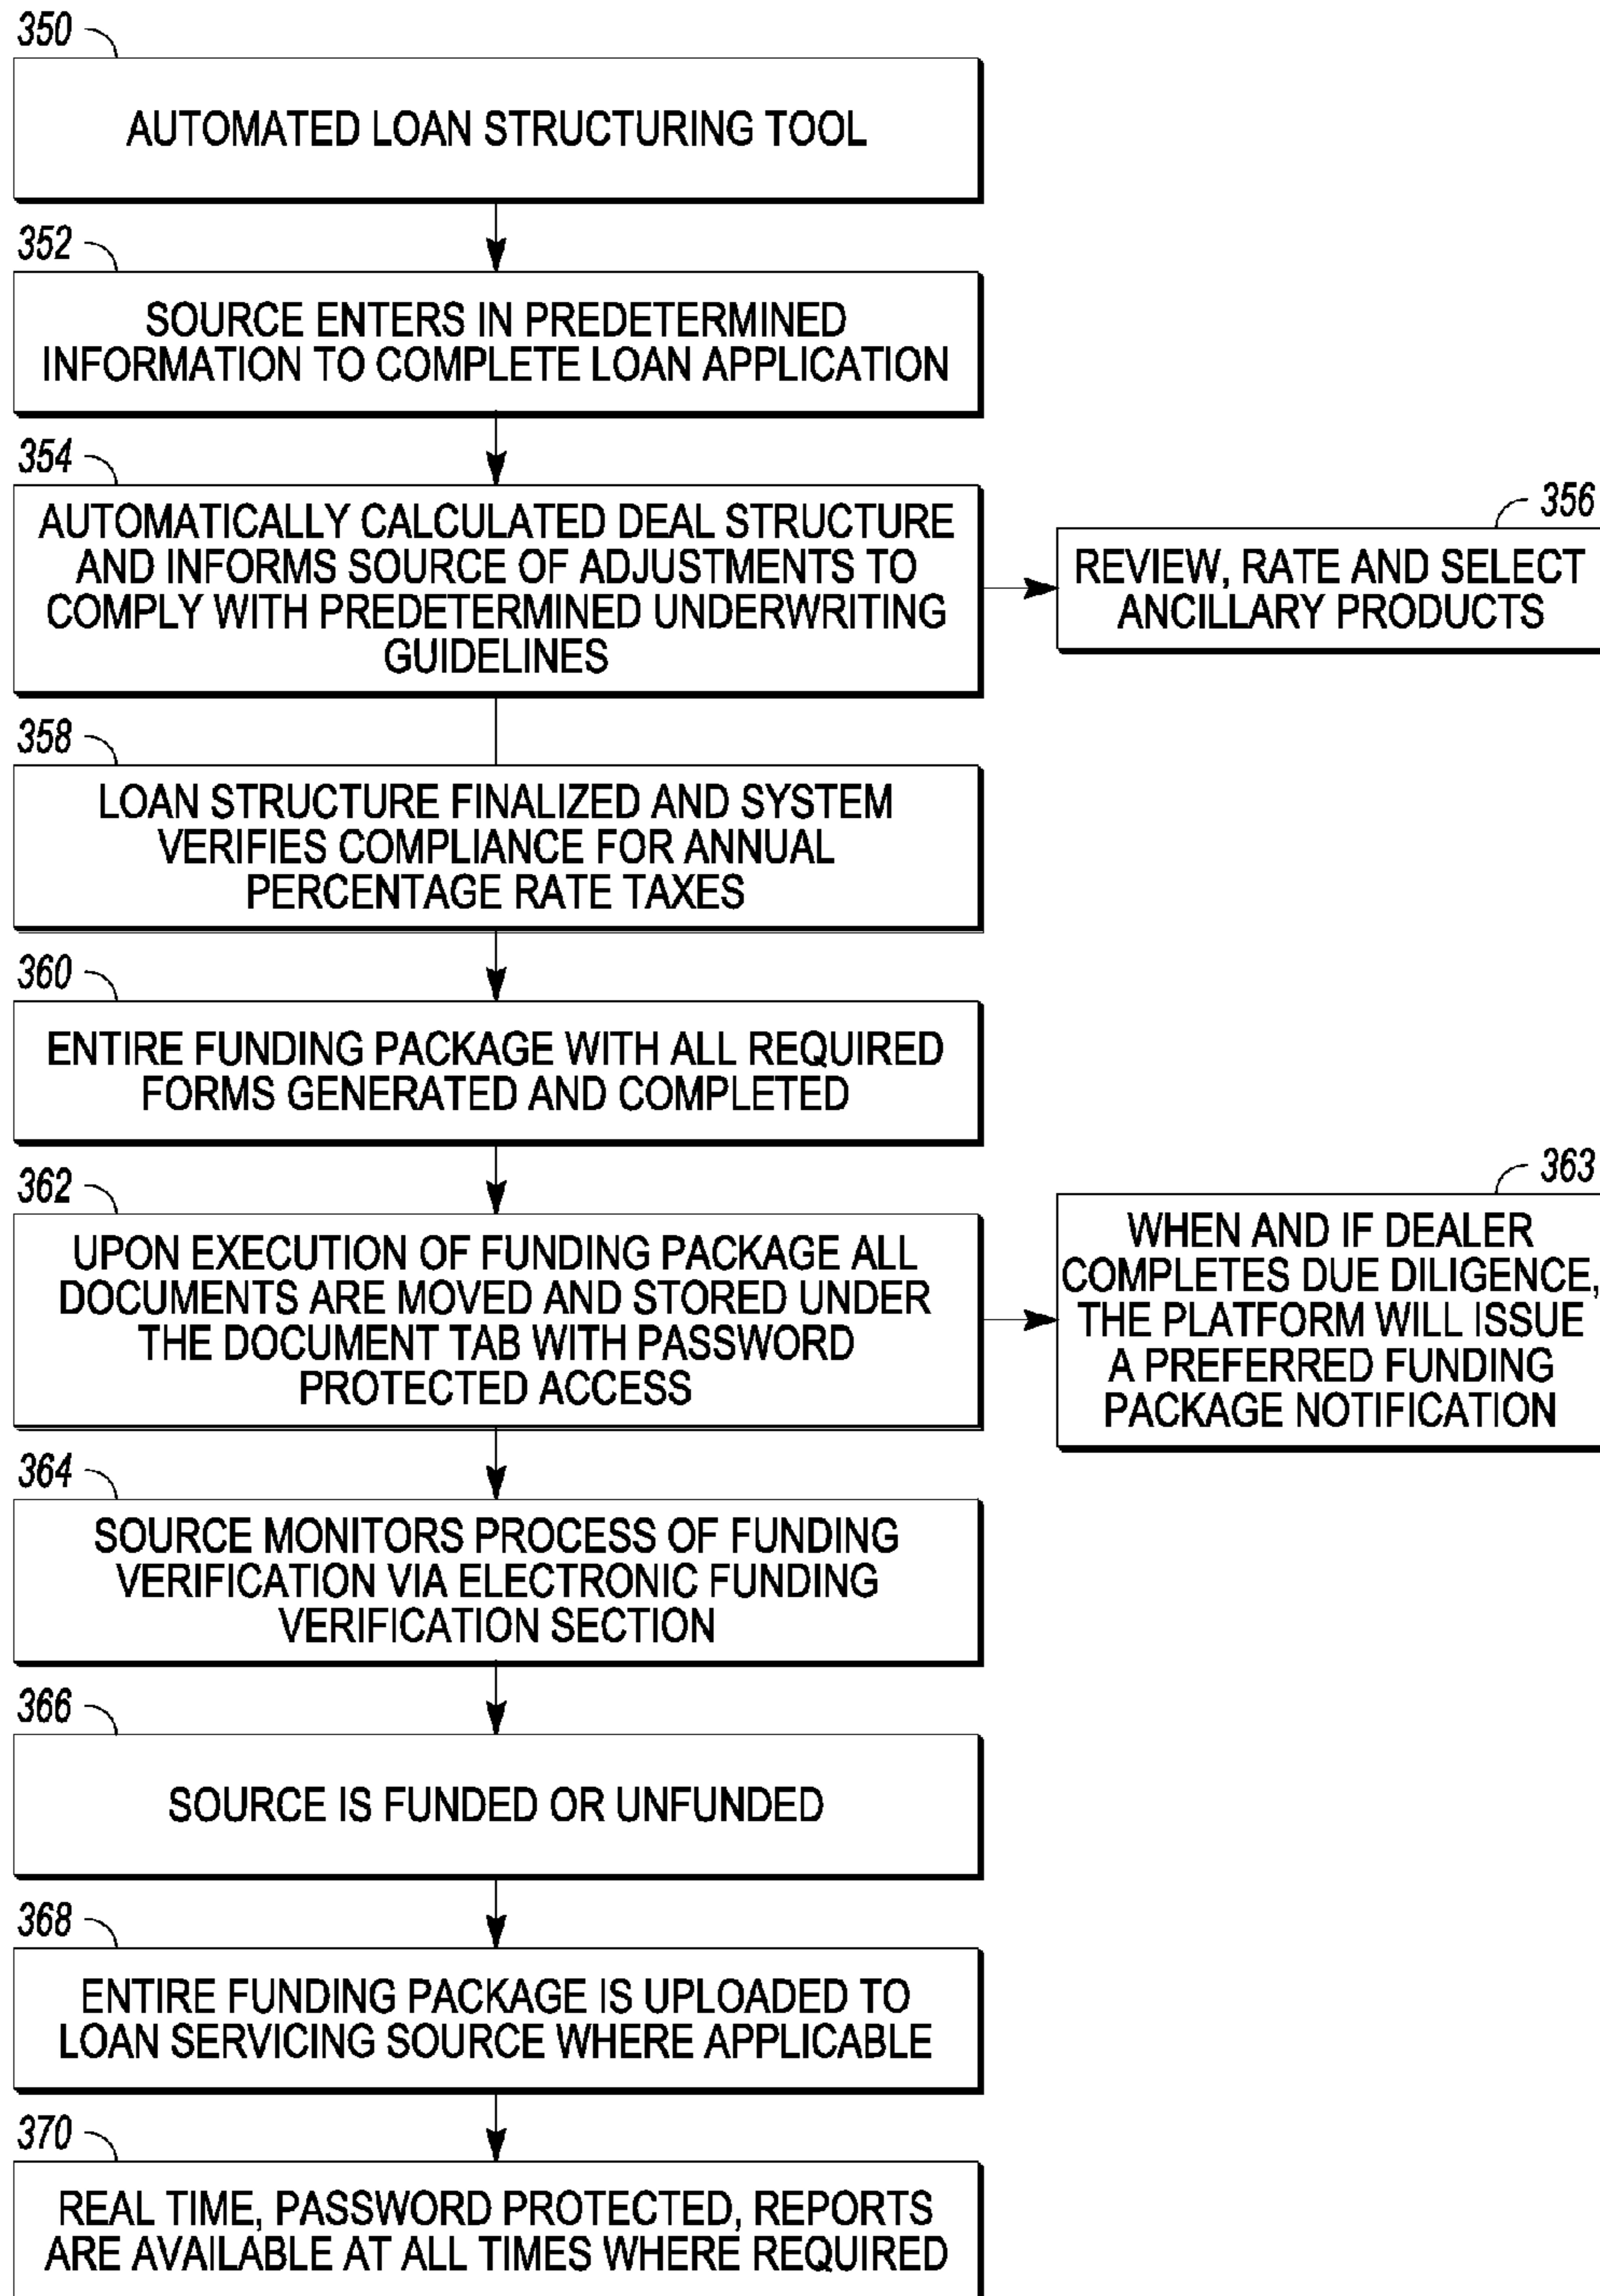 350
AUTOMATED LOAN STRUCTURING TOOL
352
SOURCE ENTERS IN PREDETERMINED
INFORMATION TO COMPLETE LOAN APPLICATION
354
AUTOMATICALLY CALCULATED DEAL STRUCTURE
AND INFORMS SOURCE OF ADJUSTMENTS TO
COMPLY WITH PREDETERMINED UNDERWRITING
GUIDELINES
356
REVIEW, RATE AND SELECT
ANCILLARY PRODUCTS
358
LOAN STRUCTURE FINALIZED AND SYSTEM
VERIFIES COMPLIANCE FOR ANNUAL
PERCENTAGE RATE TAXES
360
ENTIRE FUNDING PACKAGE WITH ALL REQUIRED
FORMS GENERATED AND COMPLETED
362
UPON EXECUTION OF FUNDING PACKAGE ALL
DOCUMENTS ARE MOVED AND STORED UNDER
THE DOCUMENT TAB WITH PASSWORD
PROTECTED ACCESS
363
WHEN AND IF DEALER
COMPLETES DUE DILIGENCE,
THE PLATFORM WILL ISSUE
A PREFERRED FUNDING
PACKAGE NOTIFICATION
364
SOURCE MONITORS PROCESS OF FUNDING
VERIFICATION VIA ELECTRONIC FUNDING
VERIFICATION SECTION
366
SOURCE IS FUNDED OR UNFUNDED
368
ENTIRE FUNDING PACKAGE IS UPLOADED TO
LOAN SERVICING SOURCE WHERE APPLICABLE
370
REAL TIME, PASSWORD PROTECTED, REPORTS
ARE AVAILABLE AT ALL TIMES WHERE REQUIRED